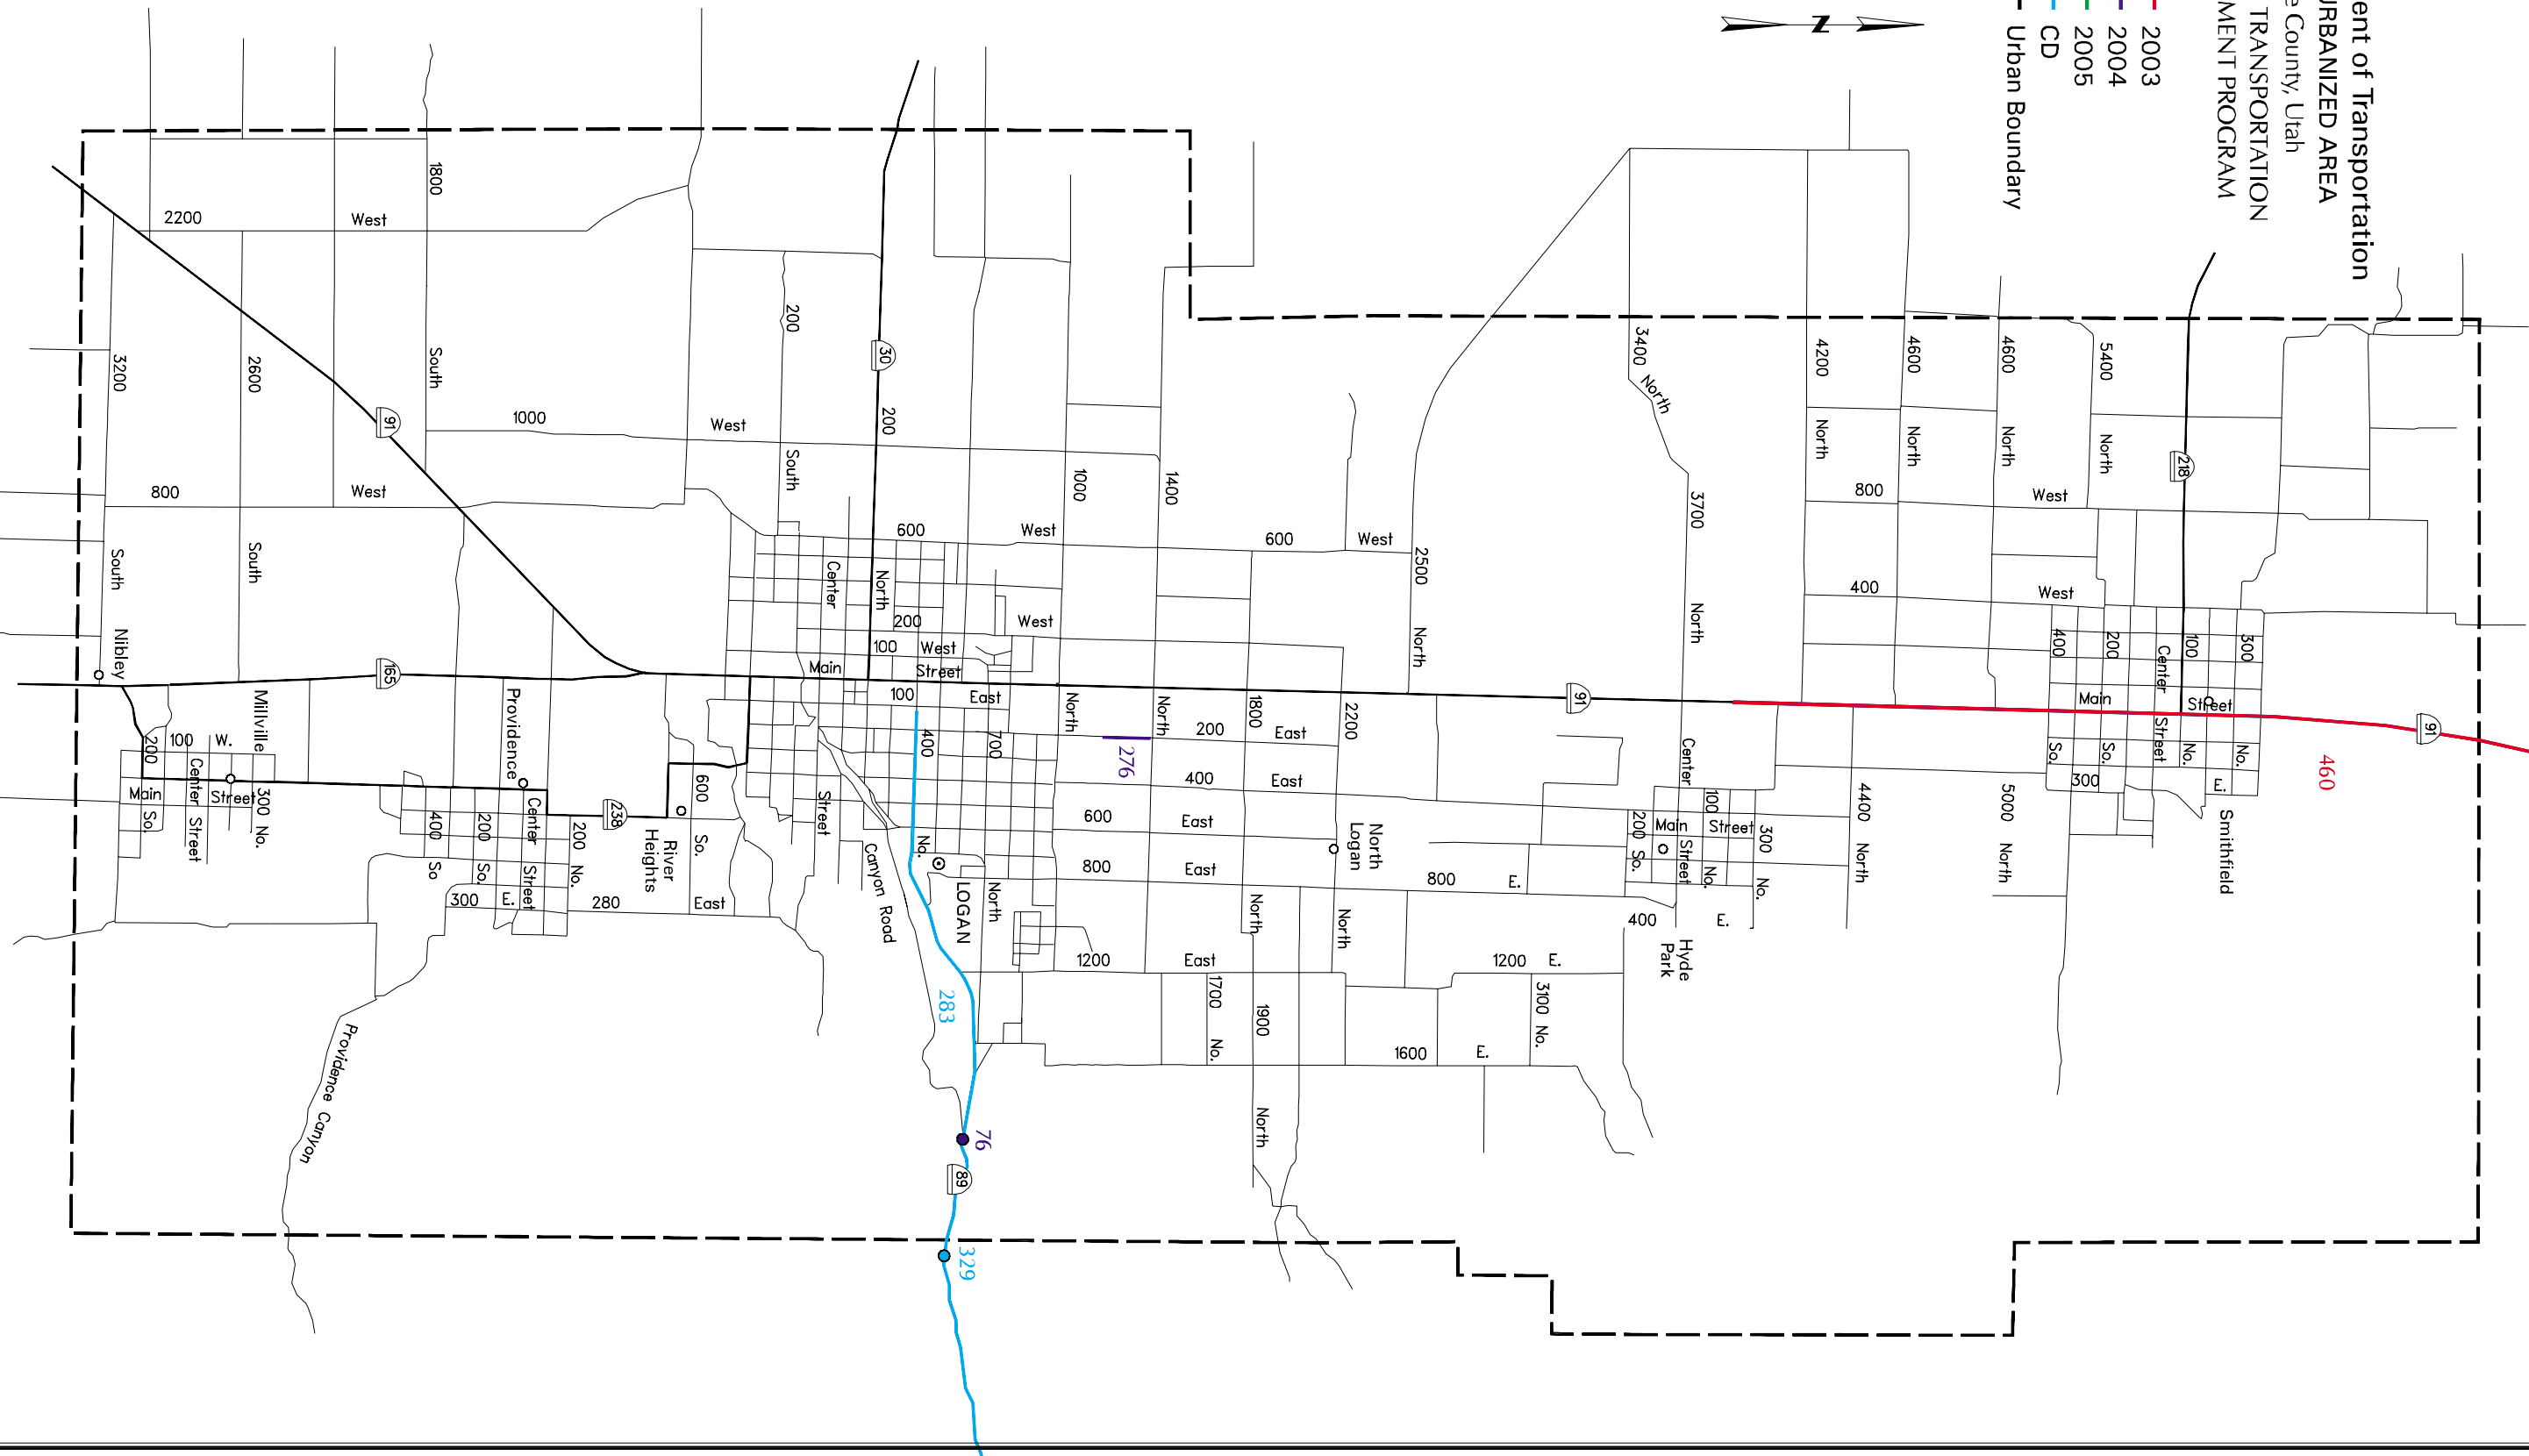 ent of Transportation
URBANIZED AREA
e County, Utah
TRANSPORTATION
MENT PROGRAM
2003
2004
2005
CD
Urban Boundary
N
1800
2200 West
200
30
South
3400
North
4200
4600
4600
5400
3200
2600
91
1000 West
200
North
North
North
North
218
800 West
South
1000
1400
800 West
3700
South
South
600 West
600 West
2500
Center
North
North
400 West
200 West
100 West
North
400
200
Center
100
300
Nibley
165
Main Street
Millville
Providence
100 East
North
North
1800
2200
91
Main Street
91
200
100 W.
400
700
200 East
276
Center
So.
So.
Street
No.
No.
460
Center Street
600
400 East
300 E.
Main Street
300 No.
So.
238
Street
600 East
North Logan
200 So.
Main Street
Street
100
No.
300
No.
4400
North
5000
North
Smithfield
400
So
200
So.
Center
Street
200
No.
River Heights
So.
Canyon Road
No.
LOGAN
North
800 East
800 E.
300 E.
280 East
North
North
400 E.
Hyde Park
1200 East
1200 E.
283
1700
No.
1900
North
3100 No.
1600 E.
Providence Canyon
76
89
329